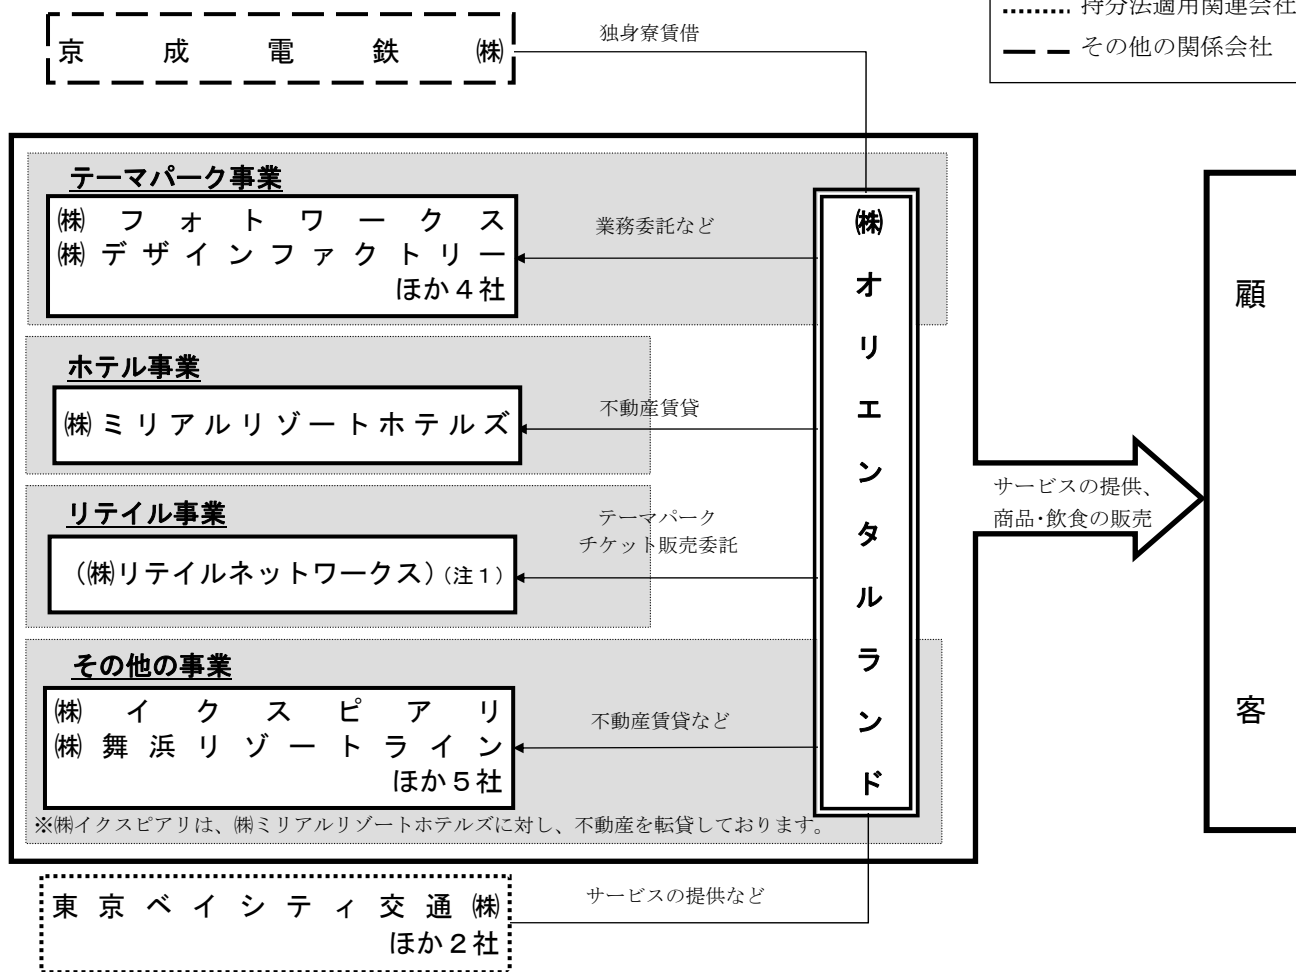 持分法適用関連会社
その他の関係会社
京成電鉄㈱
独身寮賃借
テーマパーク事業
㈱フォトワークス
㈱デザインファクトリー
ほか４社
業務委託など
ホテル事業
㈱ミリアルリゾートホテルズ
不動産賃貸
リテイル事業
（㈱リテイルネットワークス）（注１）
テーマパーク
チケット販売委託
その他の事業
㈱イクスピアリ
㈱舞浜リゾートライン
ほか５社
不動産賃貸など
※㈱イクスピアリは、㈱ミリアルリゾートホテルズに対し、不動産を転貸しております。
㈱オリエンタルランド
サービスの提供、
商品・飲食の販売
顧客
東京ベイシティ交通㈱
ほか２社
サービスの提供など